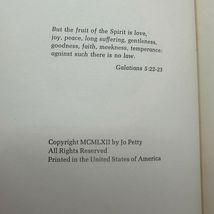 But the fruit of the Spirit is love,
joy, peace, long suffering, gentleness,
goodness, faith, meekness, temperance:
against such there is no law.
Galatians 5:22-23
Copyright MCMLXII by Jo Petty
All Rights Reserved
Printed in the United States of America